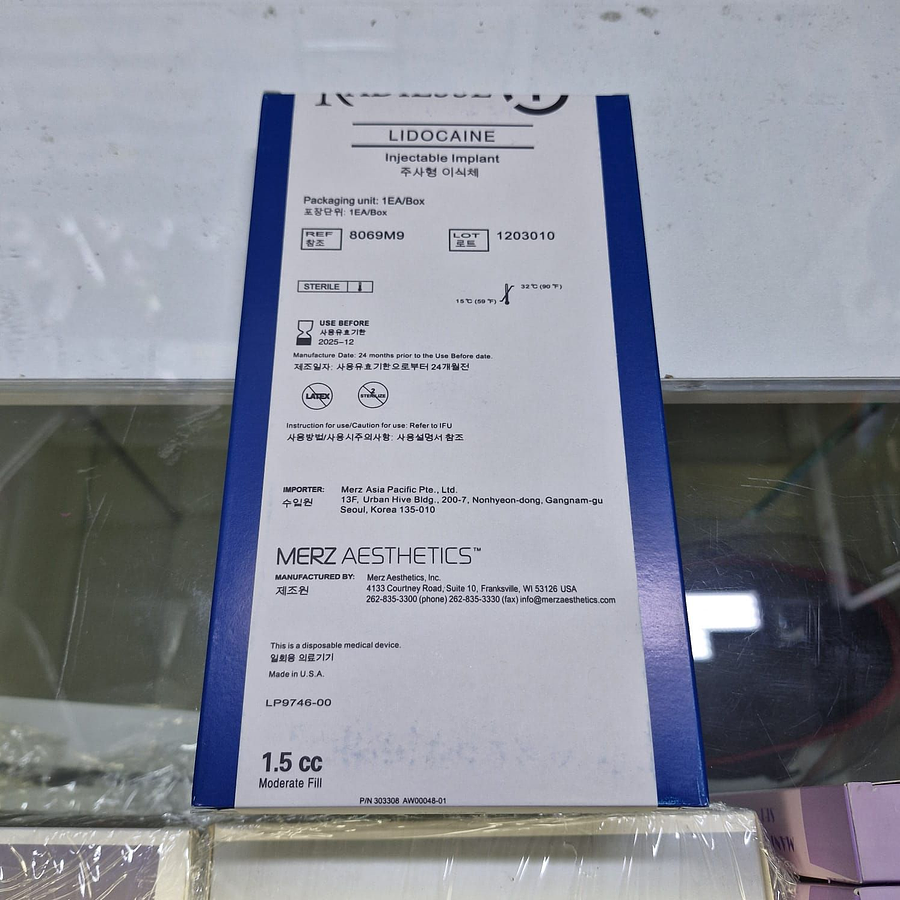 RADIESSE (+)
LIDOCAINE
Injectable Implant
주사형 이식체
Packaging unit: 1EA/Box
포장단위: 1EA/Box
REF 8069M9 LOT 1203010
참조 로트
STERILE
32℃ (90 ℉)
15℃ (59 ℉)
USE BEFORE
사용유효기한
2025-12
Manufacture Date: 24 months prior to the Use Before date.
제조일자: 사용유효기한으로부터 24개월전
LATEX
2
STERILIZE
Instruction for use/Caution for use: Refer to IFU
사용방법/사용시주의사항: 사용설명서 참조
IMPORTER: Merz Asia Pacific Pte., Ltd.
수입원 13F, Urban Hive Bldg., 200-7, Nonhyeon-dong, Gangnam-gu
Seoul, Korea 135-010
MERZ AESTHETICS™
MANUFACTURED BY: Merz Aesthetics, Inc.
제조원 4133 Courtney Road, Suite 10, Franksville, WI 53126 USA
262-835-3300 (phone) 262-835-3330 (fax) info@merzaesthetics.com
This is a disposable medical device.
일회용 의료기기
Made in U.S.A.
LP9746-00
1.5 cc
Moderate Fill
P/N 303308 AW00048-01